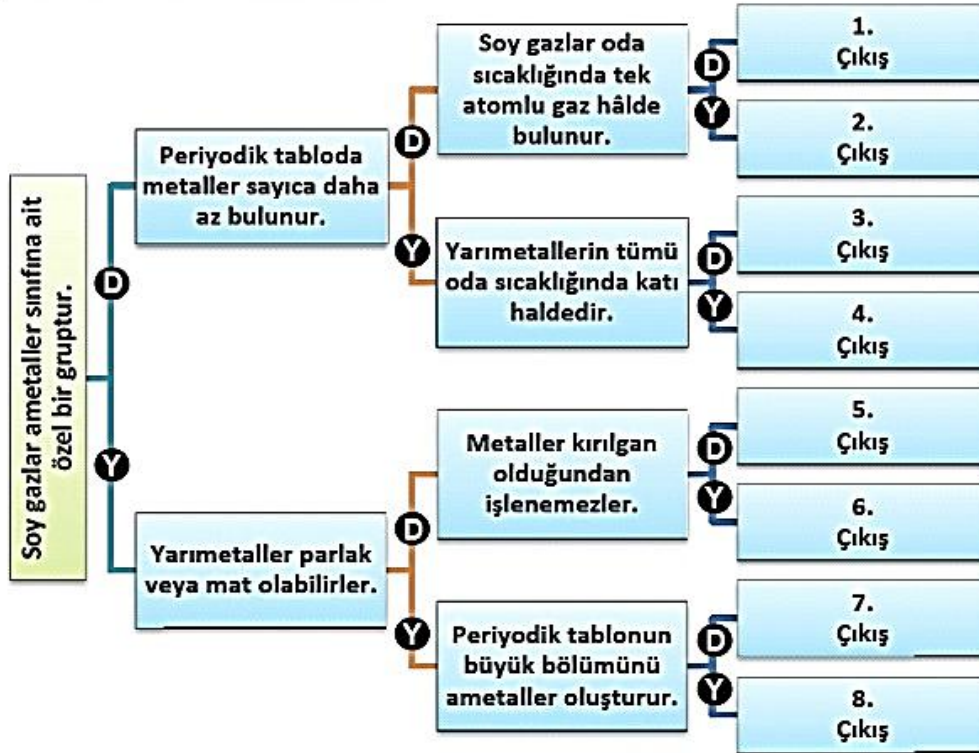 Soy gazlar ametaller sınıfına ait
özel bir gruptur.
D
Y
Periyodik tabloda
metaller sayıca daha
az bulunur.
D
Y
Soy gazlar oda
sıcaklığında tek
atomlu gaz hâlde
bulunur.
D
Y
1.
Çıkış
2.
Çıkış
Yarımetallerin tümü
oda sıcaklığında katı
haldedir.
D
Y
3.
Çıkış
4.
Çıkış
Yarımetaller parlak
veya mat olabilirler.
D
Y
Metaller kırılgan
olduğundan
işlenemezler.
D
Y
5.
Çıkış
6.
Çıkış
Periyodik tablonun
büyük bölümünü
ametaller oluşturur.
D
Y
7.
Çıkış
8.
Çıkış